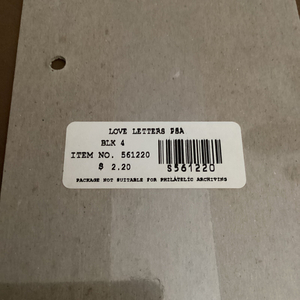 LOVE LETTERS PSA
BLK 4
ITEM NO. 561220
$ 2.20
S561220
PACKAGE NOT SUITABLE FOR PHILATELIC ARCHIVING